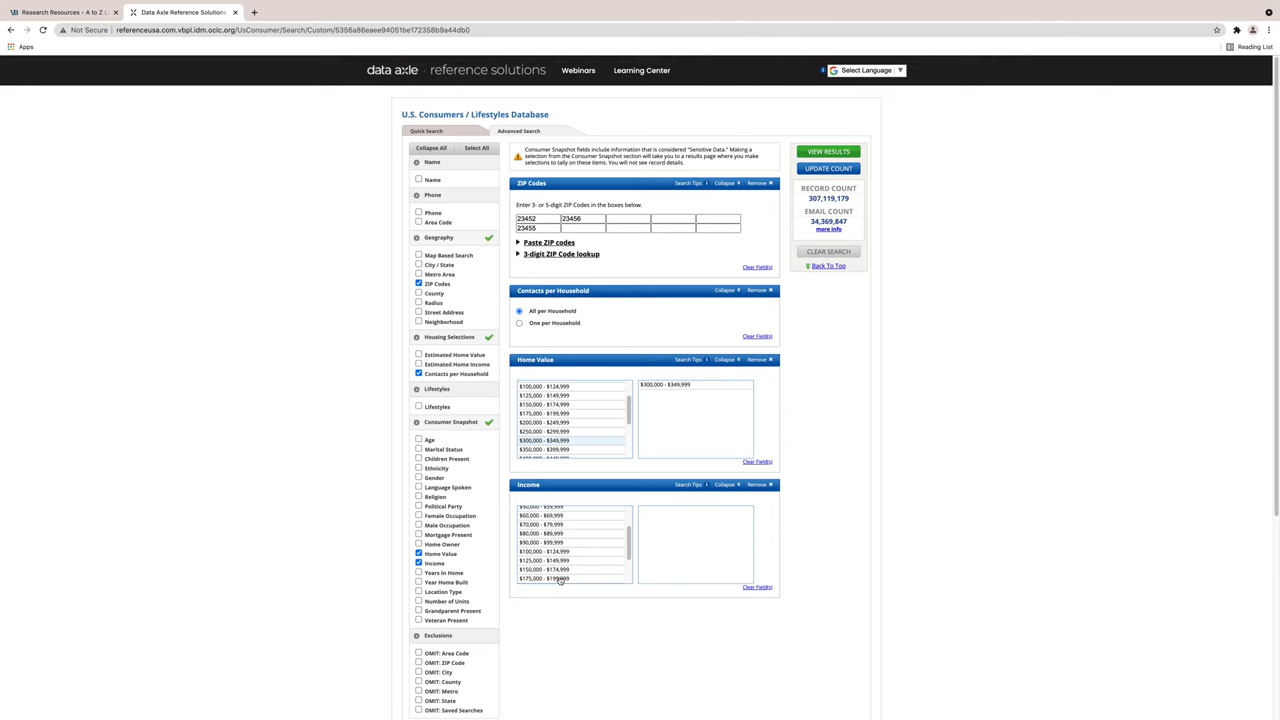 Research Resources - A to Z L
Data Axle Reference Solutions
Not Secure
referenceusa.com.vbpl.idm.oclc.org/UsConsumer/Search/Custom/5356a86eaee94051be172358b9a44db0
Apps
Reading List
data axle reference solutions
Webinars
Learning Center
Select Language
U.S. Consumers / Lifestyles Database
Quick Search
Advanced Search
Collapse All
Select All
Name
Name
Phone
Phone
Area Code
Geography
Map Based Search
City / State
Metro Area
ZIP Codes
County
Radius
Street Address
Neighborhood
Housing Selections
Estimated Home Value
Estimated Home Income
Contacts per Household
Lifestyles
Lifestyles
Consumer Snapshot
Age
Marital Status
Children Present
Ethnicity
Gender
Language Spoken
Religion
Political Party
Female Occupation
Male Occupation
Mortgage Present
Home Owner
Home Value
Income
Years In Home
Year Home Built
Location Type
Number of Units
Grandparent Present
Veteran Present
Exclusions
OMIT: Area Code
OMIT: ZIP Code
OMIT: City
OMIT: County
OMIT: Metro
OMIT: State
OMIT: Saved Searches
Consumer Snapshot fields include information that is considered "Sensitive Data." Making a
selection from the Consumer Snapshot section will take you to a results page where you make
selections to tally on these items. You will not see record details.
ZIP Codes
Search Tips
Collapse
Remove
Enter 3- or 5-digit ZIP Codes in the boxes below.
23452
23456
23455
Paste ZIP codes
3-digit ZIP Code lookup
Clear Field(s)
Contacts per Household
Collapse
Remove
All per Household
One per Household
Clear Field(s)
Home Value
Search Tips
Collapse
Remove
$100,000 - $124,999
$125,000 - $149,999
$150,000 - $174,999
$175,000 - $199,999
$200,000 - $249,999
$250,000 - $299,999
$300,000 - $349,999
$350,000 - $399,999
$300,000 - $349,999
Clear Field(s)
Income
Search Tips
Collapse
Remove
$50,000 - $59,999
$60,000 - $69,999
$70,000 - $79,999
$80,000 - $89,999
$90,000 - $99,999
$100,000 - $124,999
$125,000 - $149,999
$150,000 - $174,999
$175,000 - $199,999
Clear Field(s)
VIEW RESULTS
UPDATE COUNT
RECORD COUNT
307,119,179
EMAIL COUNT
34,369,847
more info
CLEAR SEARCH
Back To Top